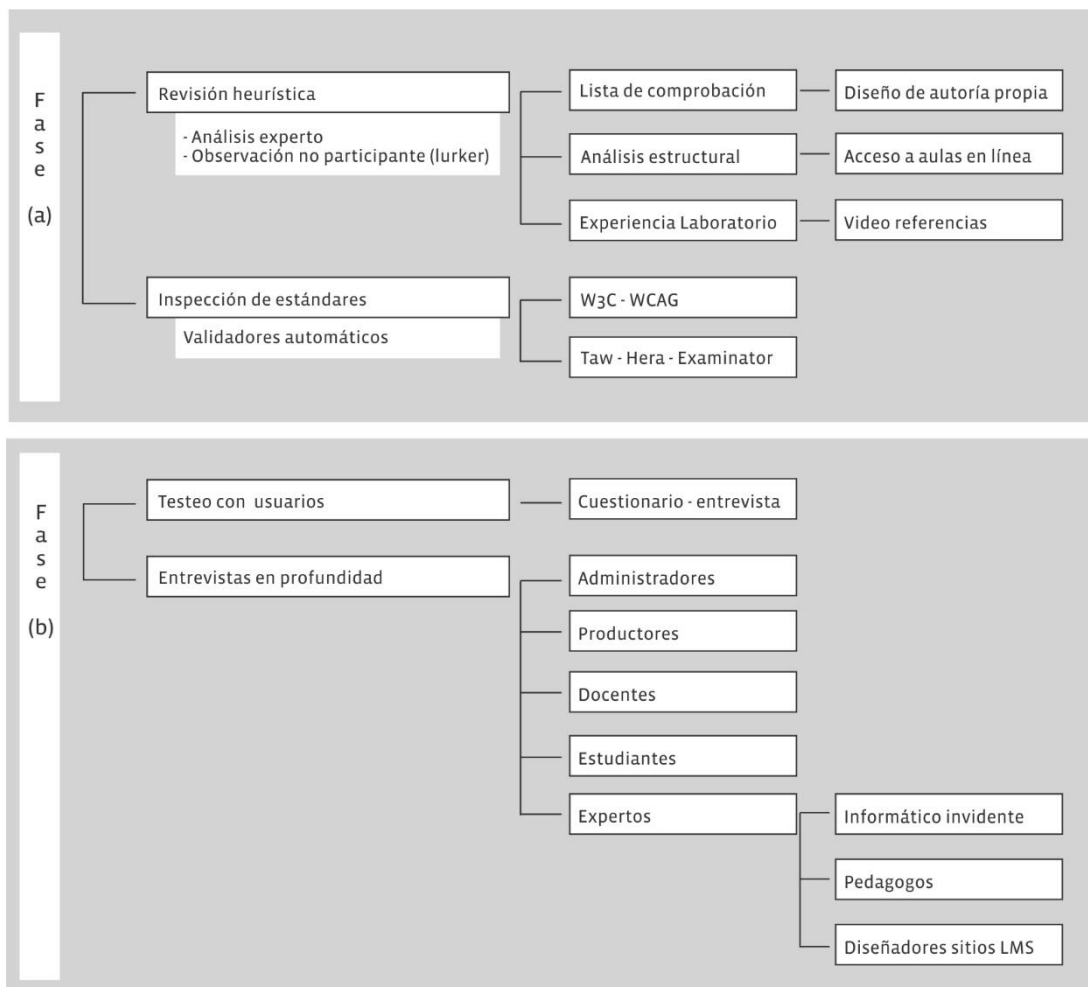 Fase
(a)
Revisión heurística
- Análisis experto
- Observación no participante (lurker)
Lista de comprobación
Diseño de autoría propia
Análisis estructural
Acceso a aulas en línea
Experiencia Laboratorio
Video referencias
Inspección de estándares
Validadores automáticos
W3C - WCAG
Taw - Hera - Examinator
Fase
(b)
Testeo con usuarios
Cuestionario - entrevista
Entrevistas en profundidad
Administradores
Productores
Docentes
Estudiantes
Expertos
Informático invidente
Pedagogos
Diseñadores sitios LMS